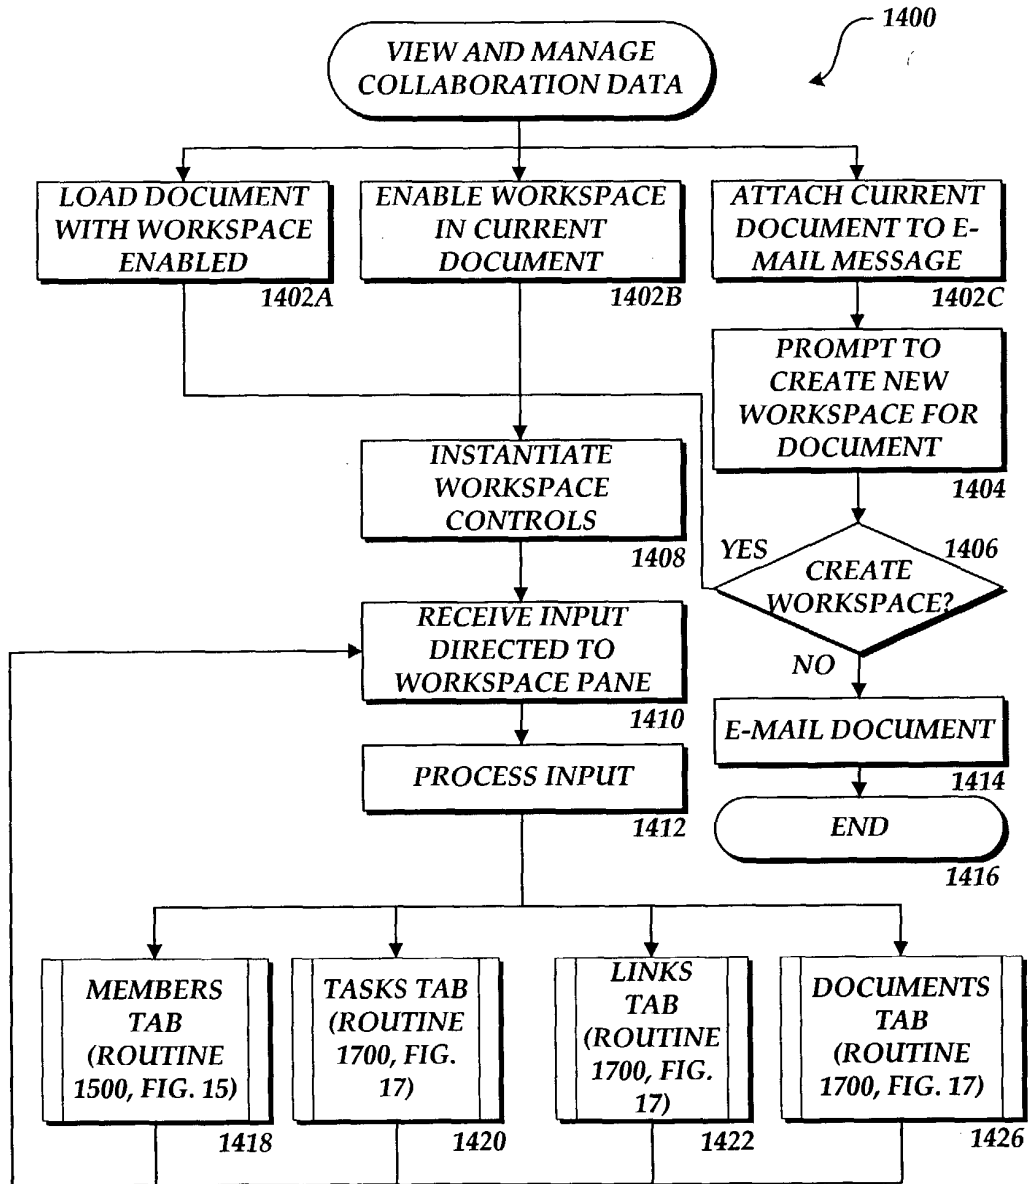 1400
VIEW AND MANAGE
COLLABORATION DATA
LOAD DOCUMENT
WITH WORKSPACE
ENABLED
1402A
ENABLE WORKSPACE
IN CURRENT
DOCUMENT
1402B
ATTACH CURRENT
DOCUMENT TO E-
MAIL MESSAGE
1402C
PROMPT TO
CREATE NEW
WORKSPACE FOR
DOCUMENT
1404
INSTANTIATE
WORKSPACE
CONTROLS
1408
YES
1406
CREATE
WORKSPACE?
NO
RECEIVE INPUT
DIRECTED TO
WORKSPACE PANE
1410
E-MAIL DOCUMENT
1414
PROCESS INPUT
1412
END
1416
MEMBERS
TAB
(ROUTINE
1500, FIG. 15)
1418
TASKS TAB
(ROUTINE
1700, FIG.
17)
1420
LINKS
TAB
(ROUTINE
1700, FIG.
17)
1422
DOCUMENTS
TAB
(ROUTINE
1700, FIG. 17)
1426